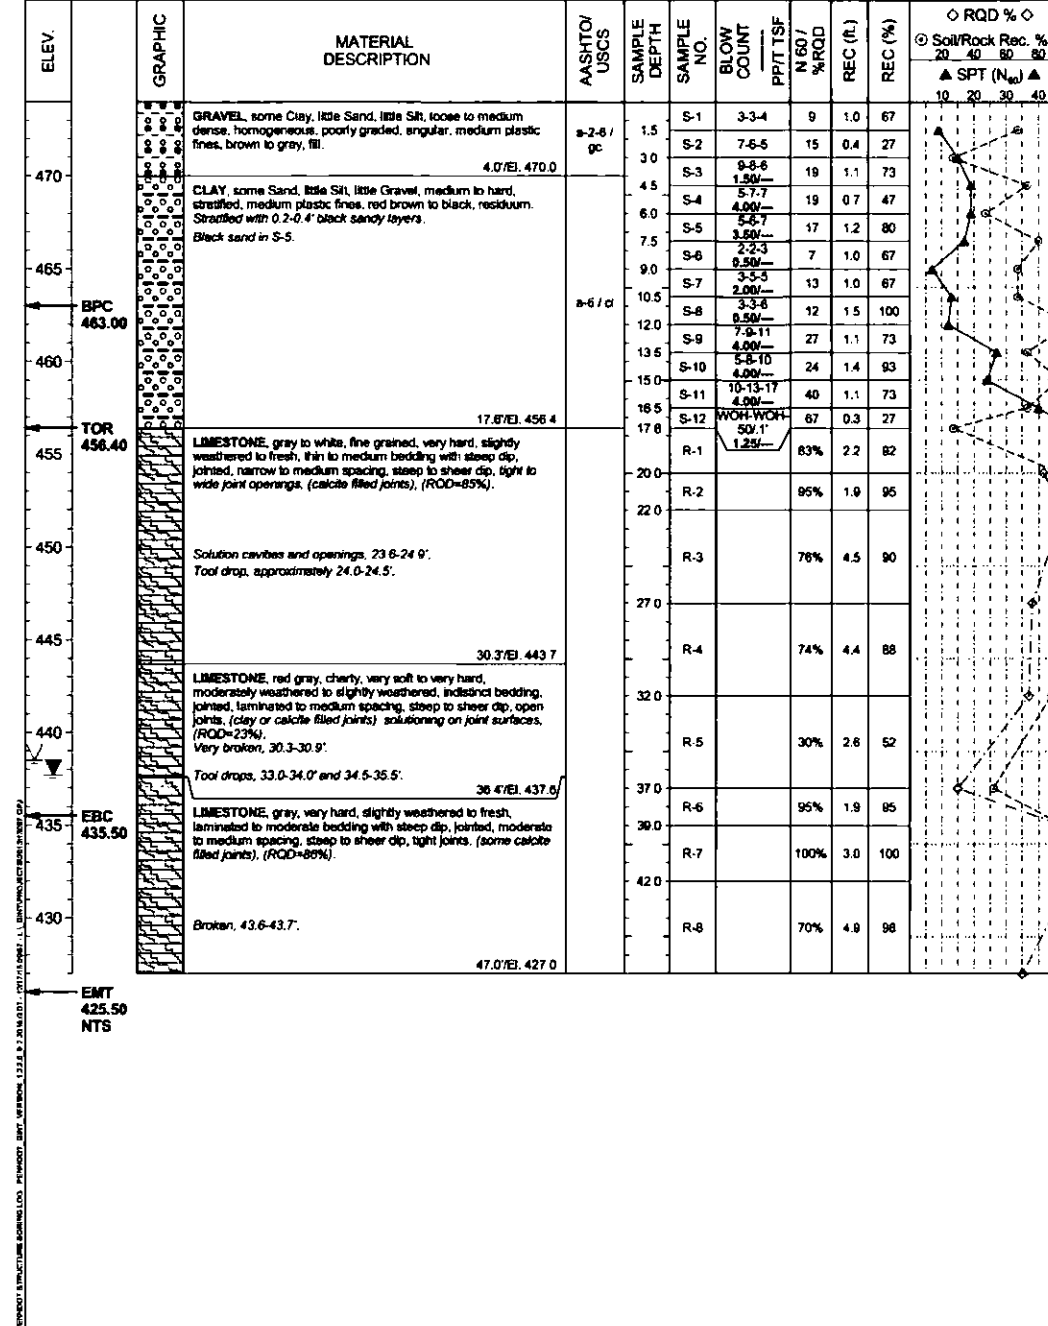 ELEV.
GRAPHIC
MATERIAL
DESCRIPTION
AASHTO/
USCS
SAMPLE
DEPTH
SAMPLE
NO.
BLOW
COUNT
PP/TT TSF
N 60 /
%RQD
REC (ft.)
REC (%)
◇ RQD % ◇
Soil/Rock Rec. %
20 40 60 80
▲ SPT (N60) ▲
10 20 30 40
GRAVEL, some Clay, little Sand, little Silt, loose to medium
dense, homogeneous, poorly graded, angular, medium plastic
fines, brown to gray, fill.
4.0'/El. 470.0
a-2-6 /
gc
S-1 3-3-4 9 1.0 67
1.5
S-2 7-6-5 15 0.4 27
3.0
S-3 9-8-6 1.50/--- 19 1.1 73
470
4.5
CLAY, some Sand, little Silt, little Gravel, medium to hard,
stratified, medium plastic fines, red brown to black, residuum.
Stratified with 0.2-0.4' black sandy layers.
Black sand in S-5.
S-4 5-7-7 4.00/--- 19 0.7 47
6.0
S-5 5-6-7 3.50/--- 17 1.2 80
7.5
S-6 2-2-3 0.50/--- 7 1.0 67
465
9.0
S-7 3-5-5 2.00/--- 13 1.0 67
10.5
BPC
463.00
a-6 / cl
S-8 3-3-6 0.50/--- 12 1.5 100
12.0
S-9 7-9-11 4.00/--- 27 1.1 73
460
13.5
S-10 5-8-10 4.00/--- 24 1.4 93
15.0
S-11 10-13-17 4.00/--- 40 1.1 73
16.5
17.6'/El. 456.4
S-12 WOH-WOH- 67 0.3 27
50/.1'
1.25/---
17.6
TOR
456.40
455
LIMESTONE, gray to white, fine grained, very hard, slightly
weathered to fresh, thin to medium bedding with steep dip,
jointed, narrow to medium spacing, steep to sheer dip, tight to
wide joint openings, (calcite filled joints), (RQD=85%).
R-1 83% 2.2 92
20.0
R-2 95% 1.9 95
22.0
450
Solution cavities and openings, 23.6-24.9'.
Tool drop, approximately 24.0-24.5'.
R-3 76% 4.5 90
27.0
445
30.3'/El. 443.7
R-4 74% 4.4 88
LIMESTONE, red gray, cherty, very soft to very hard,
moderately weathered to slightly weathered, indistinct bedding,
jointed, laminated to medium spacing, steep to sheer dip, open
joints, (clay or calcite filled joints) solutioning on joint surfaces,
(RQD=23%).
Very broken, 30.3-30.9'.
32.0
440
R-5 30% 2.6 52
Tool drops, 33.0-34.0' and 34.5-35.5'.
36.4'/El. 437.6
37.0
EBC
435.50
435
LIMESTONE, gray, very hard, slightly weathered to fresh,
laminated to moderate bedding with steep dip, jointed, moderate
to medium spacing, steep to sheer dip, tight joints, (some calcite
filled joints), (RQD=88%).
R-6 95% 1.9 95
39.0
R-7 100% 3.0 100
42.0
430
Broken, 43.6-43.7'.
R-8 70% 4.9 98
47.0'/El. 427.0
EMT
425.50
NTS